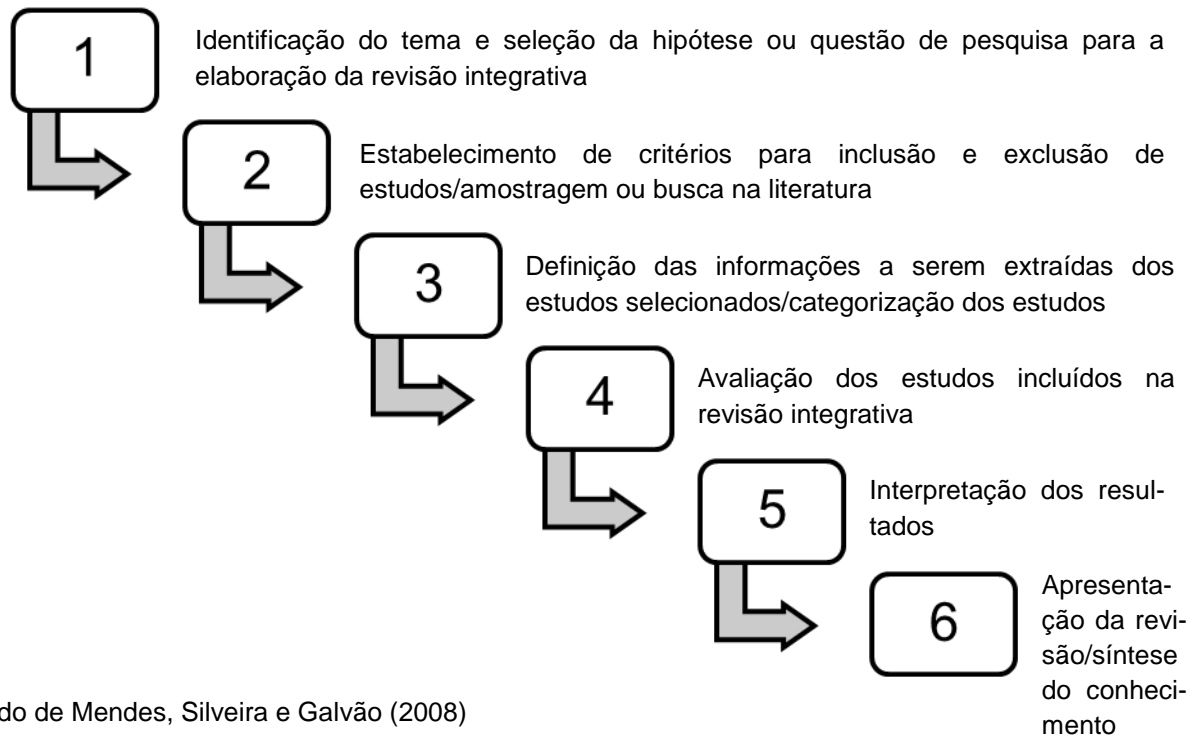 1
Identificação do tema e seleção da hipótese ou questão de pesquisa para a
elaboração da revisão integrativa
2
Estabelecimento de critérios para inclusão e exclusão de
estudos/amostragem ou busca na literatura
3
Definição das informações a serem extraídas dos
estudos selecionados/categorização dos estudos
4
Avaliação dos estudos incluídos na
revisão integrativa
5
Interpretação dos resul-
tados
6
Apresenta-
ção da revi-
são/síntese
do conheci-
mento
do de Mendes, Silveira e Galvão (2008)